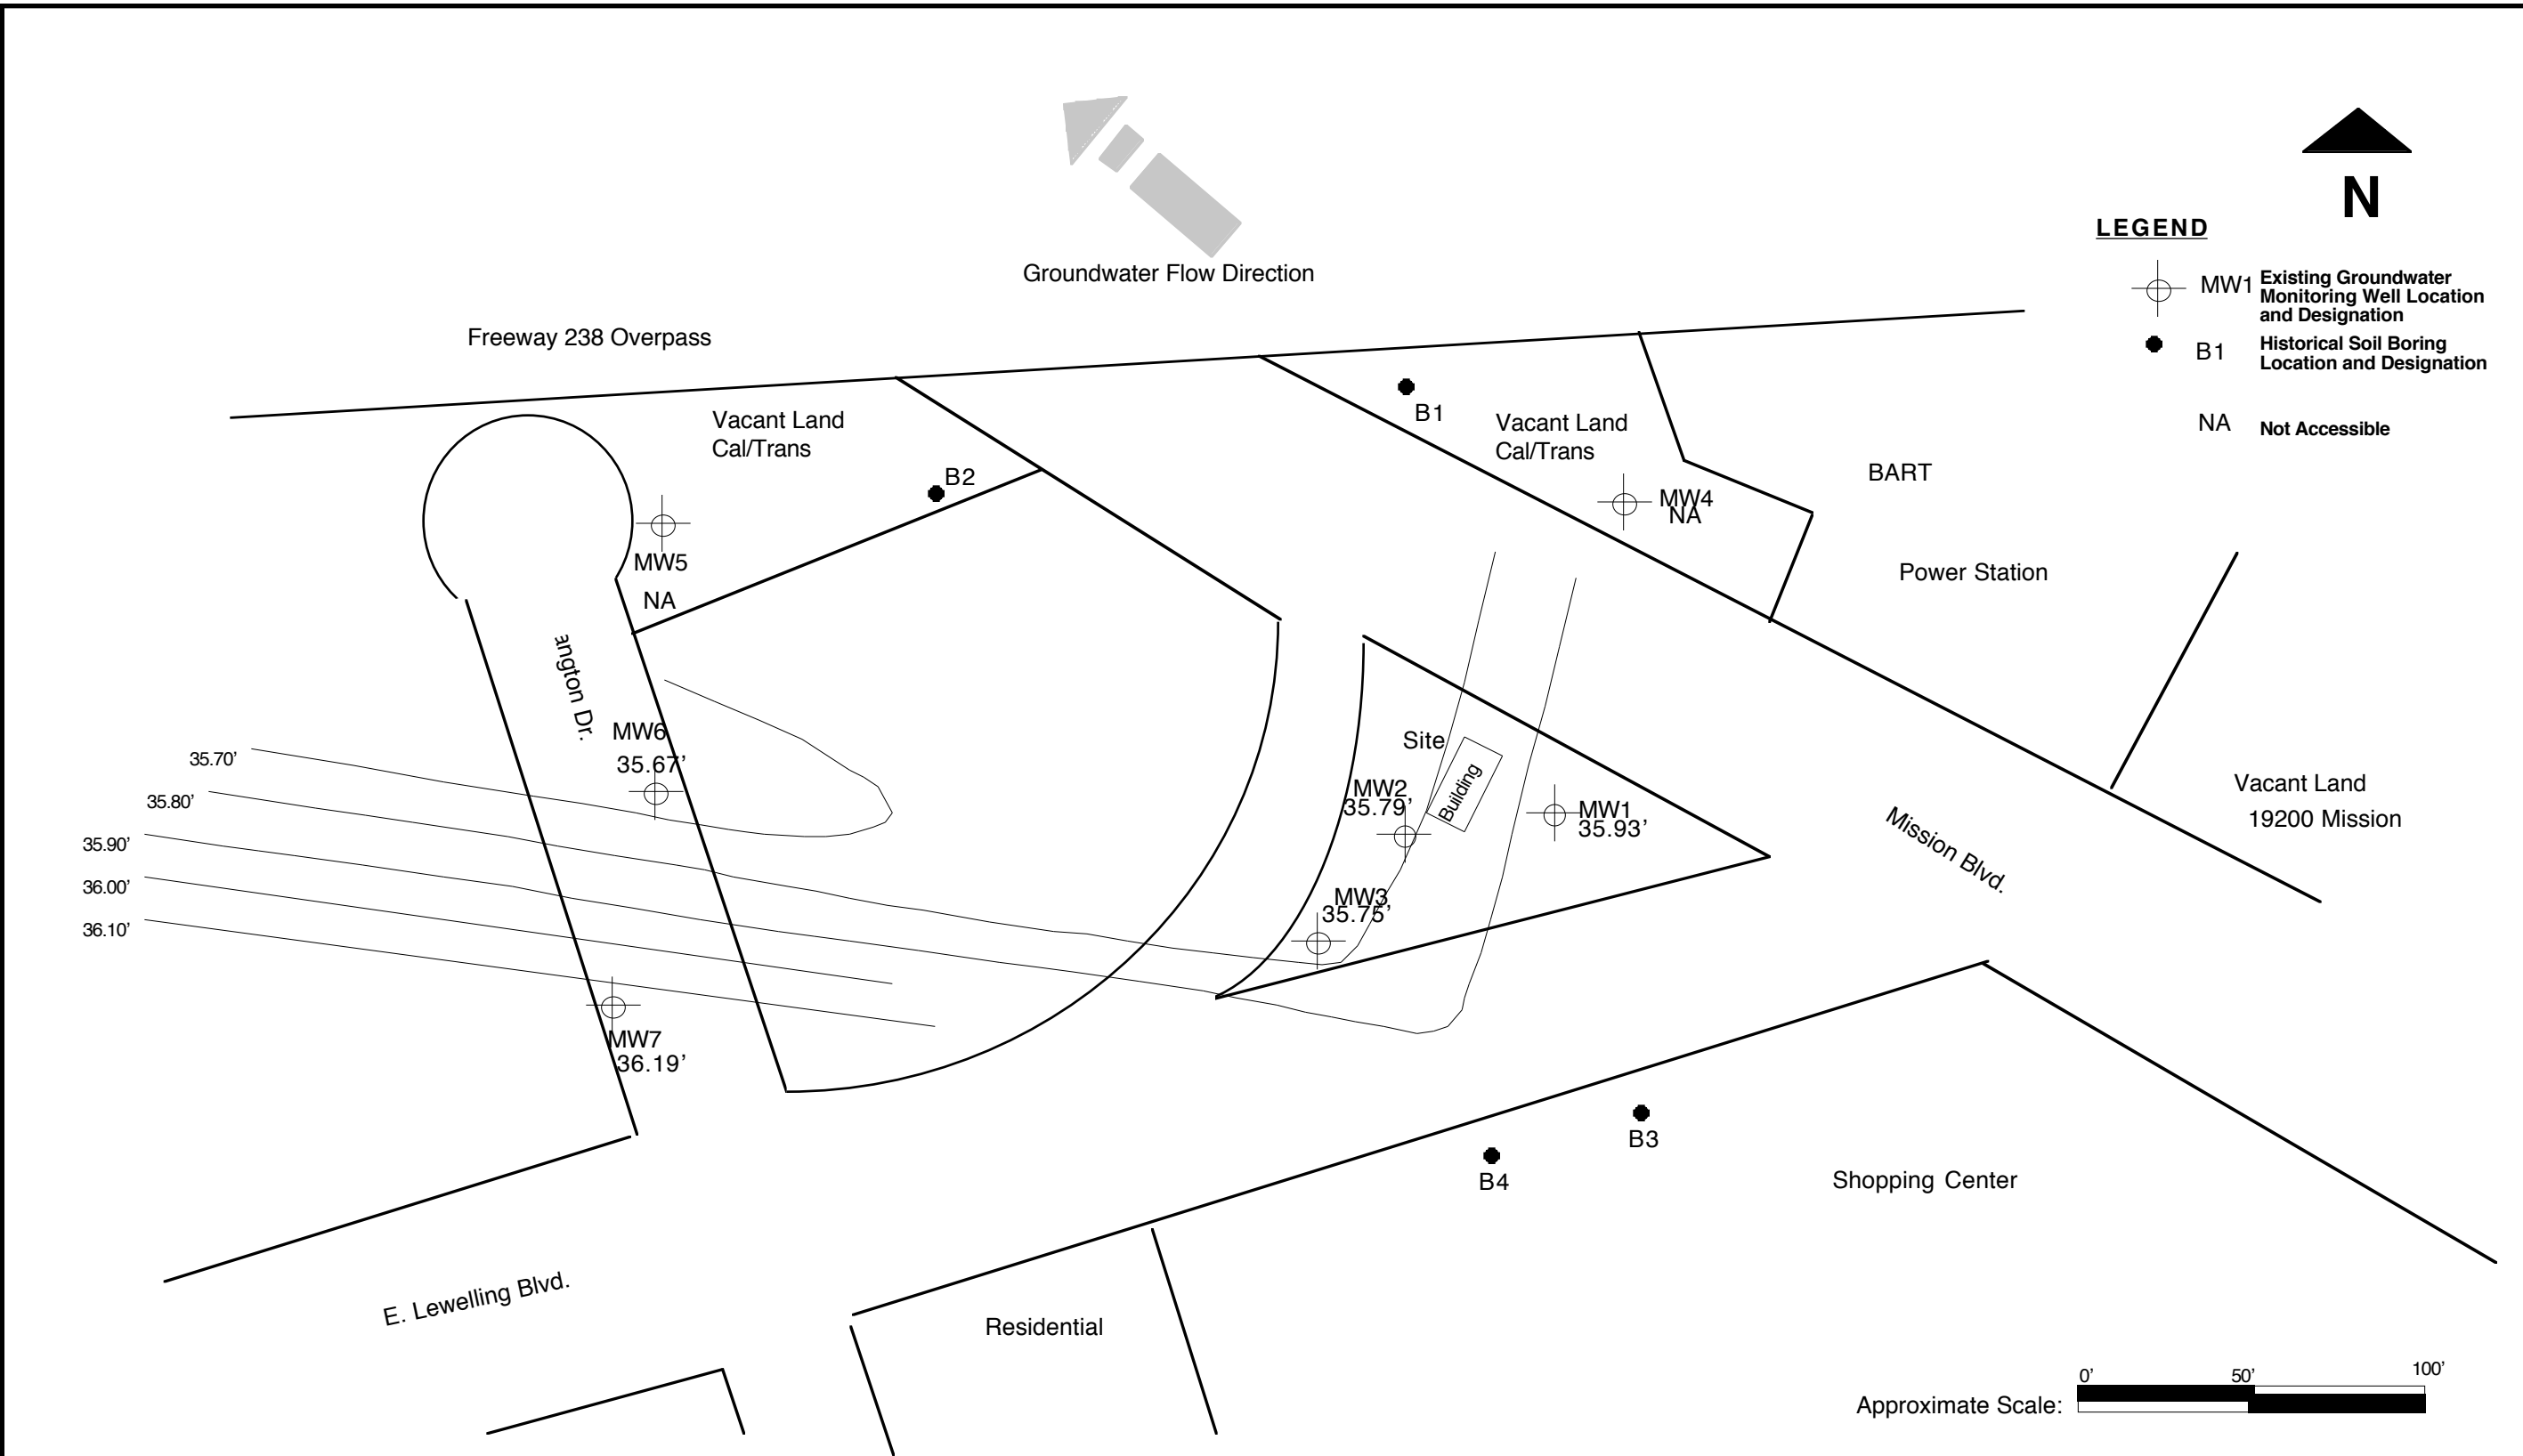 N
LEGEND
MW1
Existing Groundwater
Monitoring Well Location
and Designation
B1
Historical Soil Boring
Location and Designation
NA
Not Accessible
Groundwater Flow Direction
Freeway 238 Overpass
Vacant Land
Cal/Trans
B2
MW5
NA
B1
Vacant Land
Cal/Trans
MW4
NA
BART
Power Station
angton Dr.
MW6
35.67’
35.70’
35.80’
35.90’
36.00’
36.10’
Site
Building
MW2
35.79’
MW1
35.93’
MW3
35.75’
Mission Blvd.
Vacant Land
19200 Mission
MW7
36.19’
B3
B4
Shopping Center
E. Lewelling Blvd.
Residential
Approximate Scale:
0’ 50’ 100’